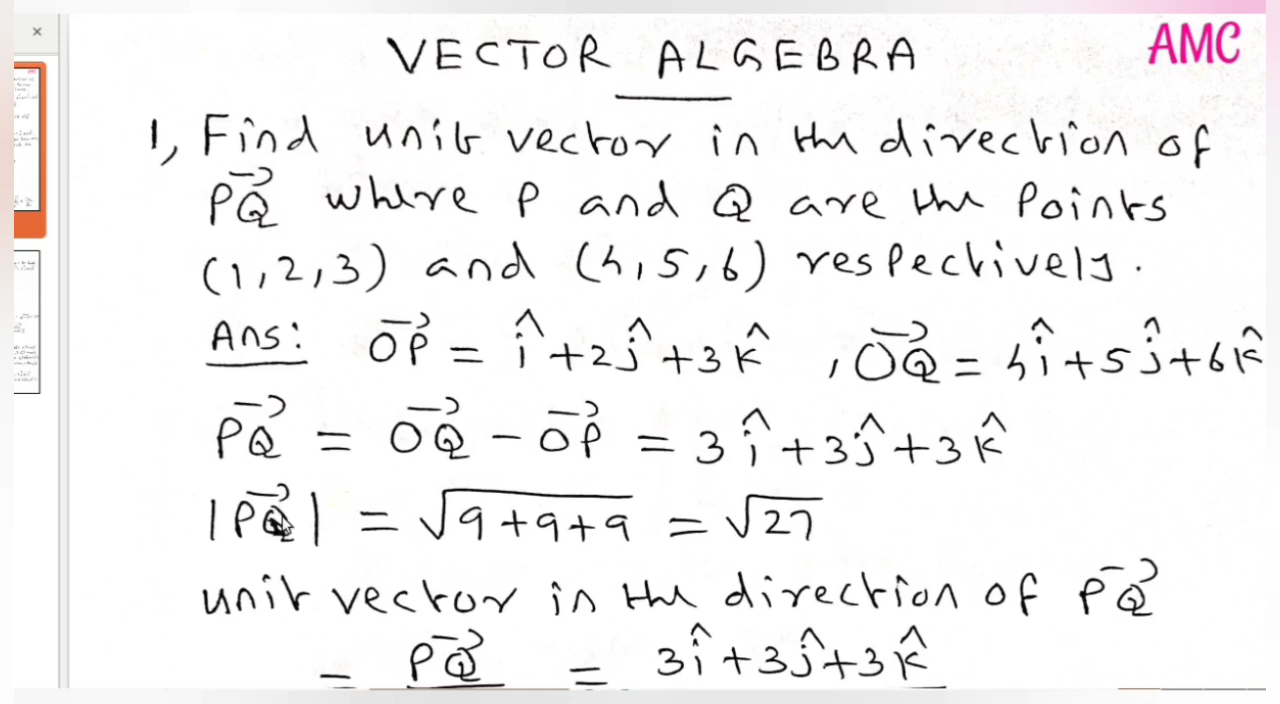 AMC
VECTOR ALGEBRA
1, Find unit vector in the direction of
PQ⃗ where P and Q are the Points
(1,2,3) and (4,5,6) respectively.
Ans: OP⃗ = î+2ĵ+3k̂ , OQ⃗ = 4î+5ĵ+6k̂
PQ⃗ = OQ⃗ - OP⃗ = 3î+3ĵ+3k̂
|PQ⃗| = √9+9+9 = √27
unit vector in the direction of PQ⃗
= PQ⃗ = 3î+3ĵ+3k̂